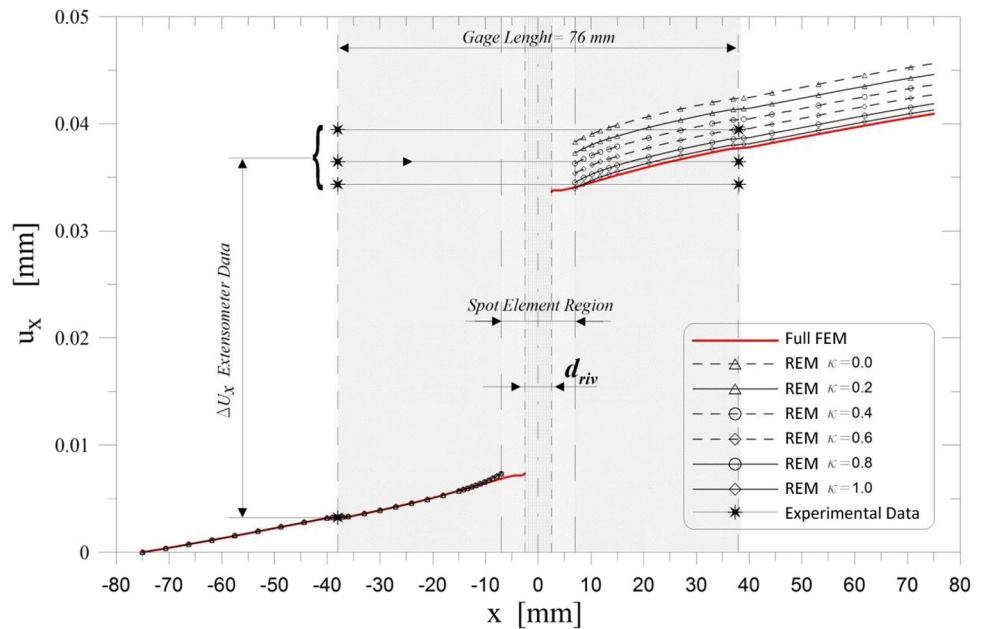 0.05
0.04
0.03
0.02
0.01
0
u_x [mm]
Gage Lenght= 76 mm
{
ΔU_x Extensometer Data
Spot Element Region
d_riv
Full FEM
REM κ=0.0
REM κ=0.2
REM κ=0.4
REM κ=0.6
REM κ=0.8
REM κ=1.0
Experimental Data
-80 -70 -60 -50 -40 -30 -20 -10 0 10 20 30 40 50 60 70 80
x [mm]